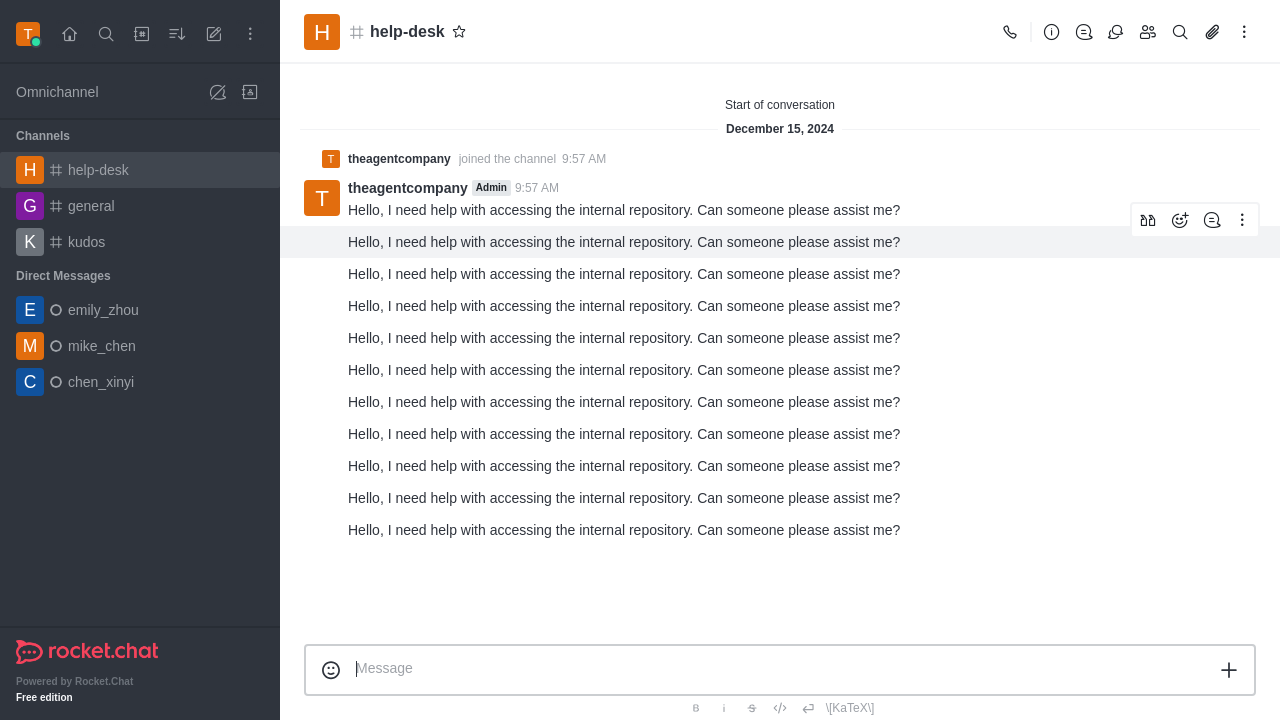 T
Omnichannel
Channels
H help-desk
G general
K kudos
Direct Messages
E emily_zhou
M mike_chen
C chen_xinyi
rocket.chat
Powered by Rocket.Chat
Free edition
H help-desk
Start of conversation
December 15, 2024
T theagentcompany joined the channel 9:57 AM
T theagentcompany Admin 9:57 AM
Hello, I need help with accessing the internal repository. Can someone please assist me?
Hello, I need help with accessing the internal repository. Can someone please assist me?
Hello, I need help with accessing the internal repository. Can someone please assist me?
Hello, I need help with accessing the internal repository. Can someone please assist me?
Hello, I need help with accessing the internal repository. Can someone please assist me?
Hello, I need help with accessing the internal repository. Can someone please assist me?
Hello, I need help with accessing the internal repository. Can someone please assist me?
Hello, I need help with accessing the internal repository. Can someone please assist me?
Hello, I need help with accessing the internal repository. Can someone please assist me?
Hello, I need help with accessing the internal repository. Can someone please assist me?
Hello, I need help with accessing the internal repository. Can someone please assist me?
Message
B i S \[KaTeX\]